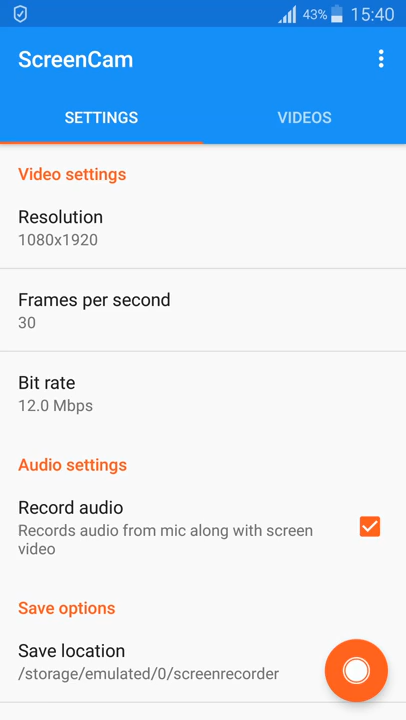 43% 15:40
ScreenCam
SETTINGS VIDEOS
Video settings
Resolution
1080x1920
Frames per second
30
Bit rate
12.0 Mbps
Audio settings
Record audio
Records audio from mic along with screen
video
Save options
Save location
/storage/emulated/0/screenrecorder